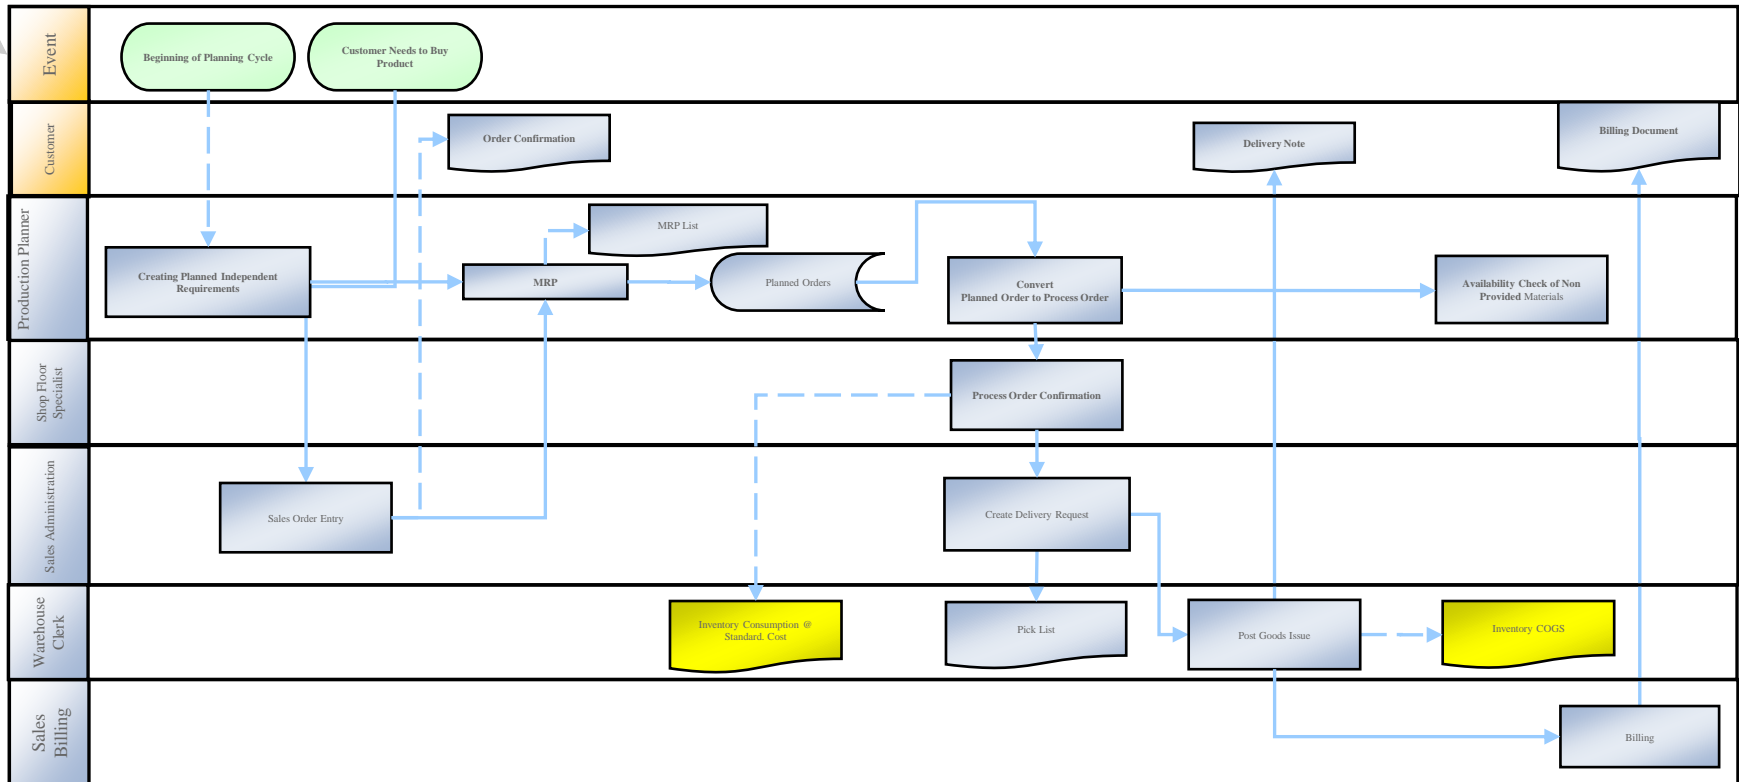 Event
Beginning of Planning Cycle
Customer Needs to Buy
Product
Customer
Order Confirmation
Delivery Note
Billing Document
Production Planner
Creating Planned Independent
Requirements
MRP
MRP List
Planned Orders
Convert
Planned Order to Process Order
Availability Check of Non
Provided Materials
Shop Floor
Specialist
Process Order Confirmation
Sales Administration
Sales Order Entry
Create Delivery Request
Warehouse
Clerk
Inventory Consumption @
Standard. Cost
Pick List
Post Goods Issue
Inventory COGS
Sales
Billing
Billing